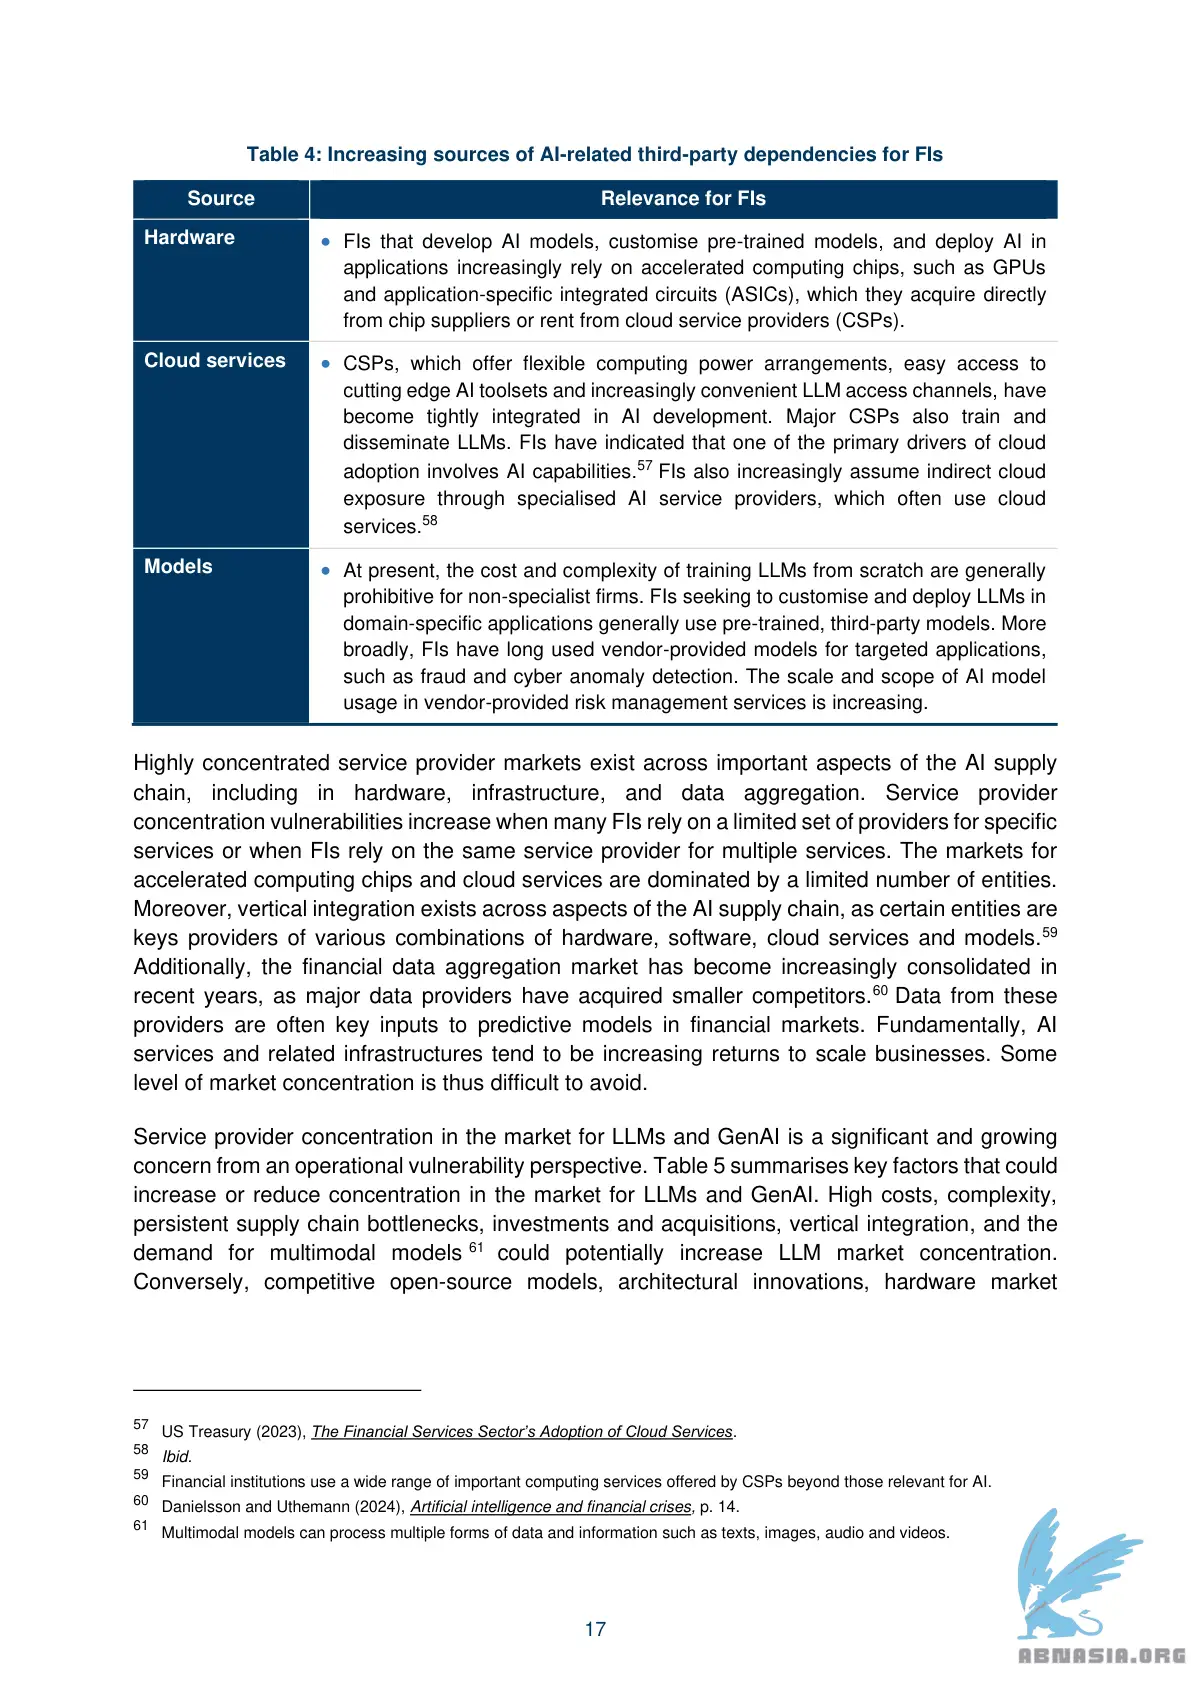 Table 4: Increasing sources of AI-related third-party dependencies for FIs
Source
Relevance for FIs
Hardware
• FIs that develop AI models, customise pre-trained models, and deploy AI in
applications increasingly rely on accelerated computing chips, such as GPUs
and application-specific integrated circuits (ASICs), which they acquire directly
from chip suppliers or rent from cloud service providers (CSPs).
Cloud services
• CSPs, which offer flexible computing power arrangements, easy access to
cutting edge AI toolsets and increasingly convenient LLM access channels, have
become tightly integrated in AI development. Major CSPs also train and
disseminate LLMs. FIs have indicated that one of the primary drivers of cloud
adoption involves AI capabilities.57 FIs also increasingly assume indirect cloud
exposure through specialised AI service providers, which often use cloud
services.58
Models
• At present, the cost and complexity of training LLMs from scratch are generally
prohibitive for non-specialist firms. FIs seeking to customise and deploy LLMs in
domain-specific applications generally use pre-trained, third-party models. More
broadly, FIs have long used vendor-provided models for targeted applications,
such as fraud and cyber anomaly detection. The scale and scope of AI model
usage in vendor-provided risk management services is increasing.
Highly concentrated service provider markets exist across important aspects of the AI supply
chain, including in hardware, infrastructure, and data aggregation. Service provider
concentration vulnerabilities increase when many FIs rely on a limited set of providers for specific
services or when FIs rely on the same service provider for multiple services. The markets for
accelerated computing chips and cloud services are dominated by a limited number of entities.
Moreover, vertical integration exists across aspects of the AI supply chain, as certain entities are
keys providers of various combinations of hardware, software, cloud services and models.59
Additionally, the financial data aggregation market has become increasingly consolidated in
recent years, as major data providers have acquired smaller competitors.60 Data from these
providers are often key inputs to predictive models in financial markets. Fundamentally, AI
services and related infrastructures tend to be increasing returns to scale businesses. Some
level of market concentration is thus difficult to avoid.
Service provider concentration in the market for LLMs and GenAI is a significant and growing
concern from an operational vulnerability perspective. Table 5 summarises key factors that could
increase or reduce concentration in the market for LLMs and GenAI. High costs, complexity,
persistent supply chain bottlenecks, investments and acquisitions, vertical integration, and the
demand for multimodal models 61 could potentially increase LLM market concentration.
Conversely, competitive open-source models, architectural innovations, hardware market
57 US Treasury (2023), The Financial Services Sector's Adoption of Cloud Services.
58 Ibid.
59 Financial institutions use a wide range of important computing services offered by CSPs beyond those relevant for AI.
60 Danielsson and Uthemann (2024), Artificial intelligence and financial crises, p. 14.
61 Multimodal models can process multiple forms of data and information such as texts, images, audio and videos.
17
ABNASIA.ORG